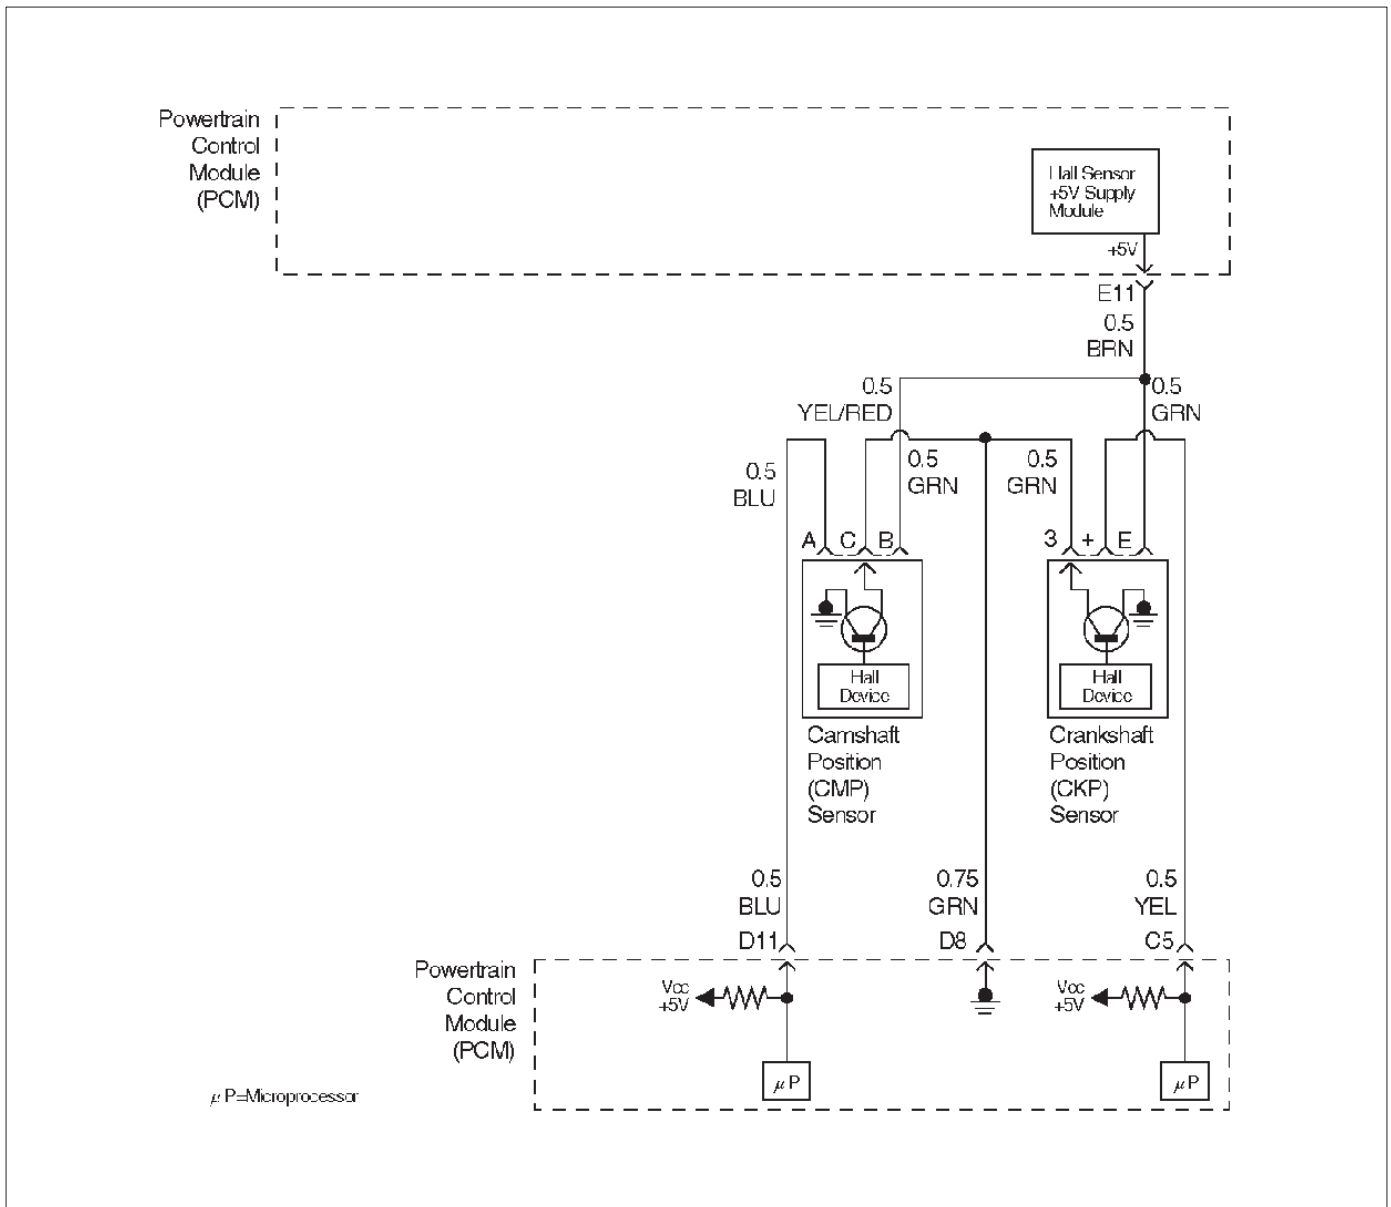 Powertrain
Control
Module
(PCM)
Hall Sensor
+5V Supply
Module
+5V
E11
0.5
BRN
0.5
YEL/RED
0.5
GRN
0.5
BLU
0.5
GRN
0.5
GRN
A C B
3 + E
Hall
Device
Hall
Device
Camshaft
Position
(CMP)
Sensor
Crankshaft
Position
(CKP)
Sensor
0.5
BLU
D11
0.75
GRN
D8
0.5
YEL
C5
Powertrain
Control
Module
(PCM)
Vcc
+5V
Vcc
+5V
μP
μP
μP=Microprocessor